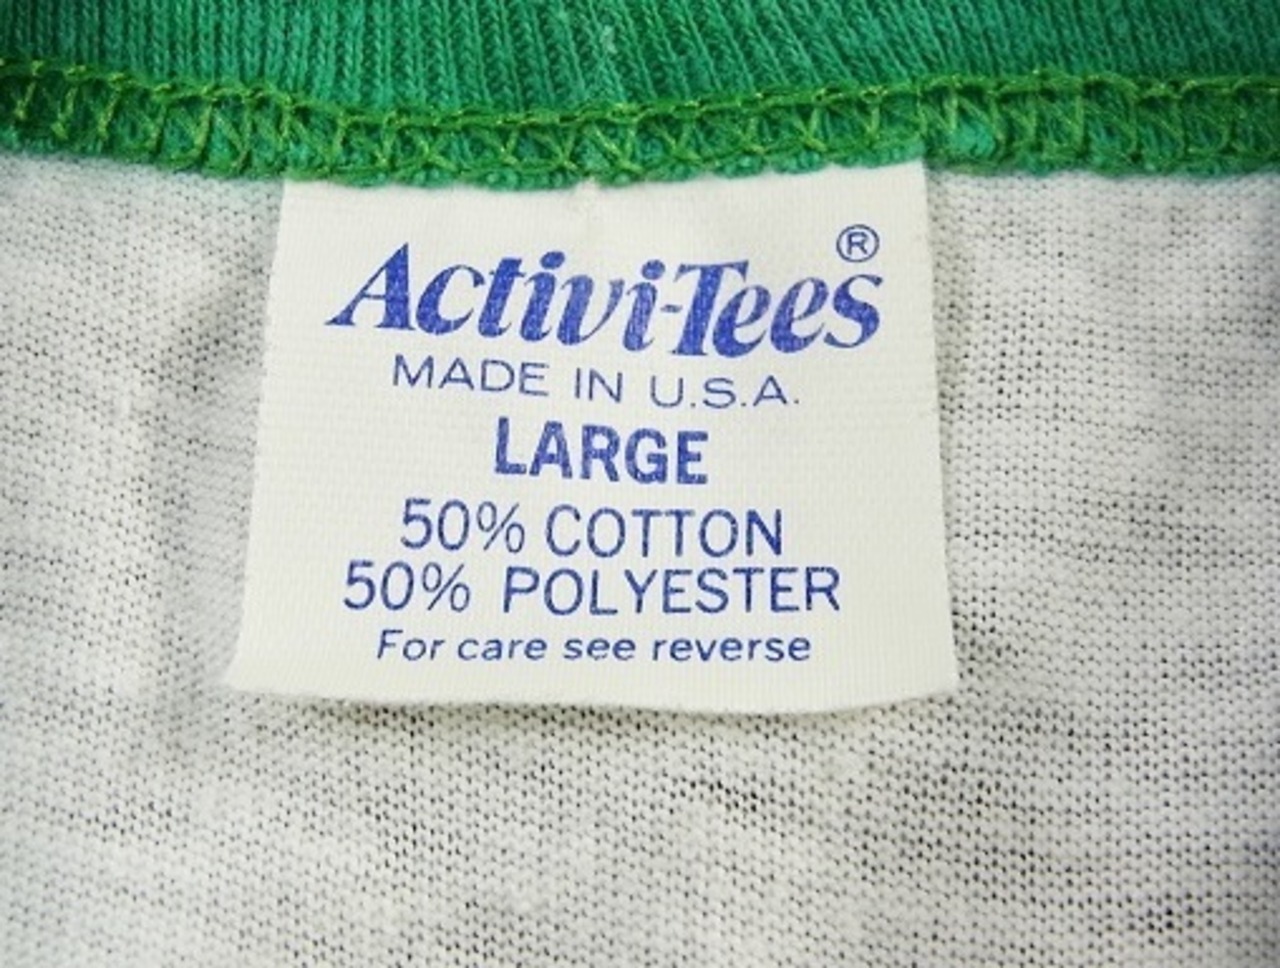 Activi-Tees®
MADE IN U.S.A.
LARGE
50% COTTON
50% POLYESTER
For care see reverse